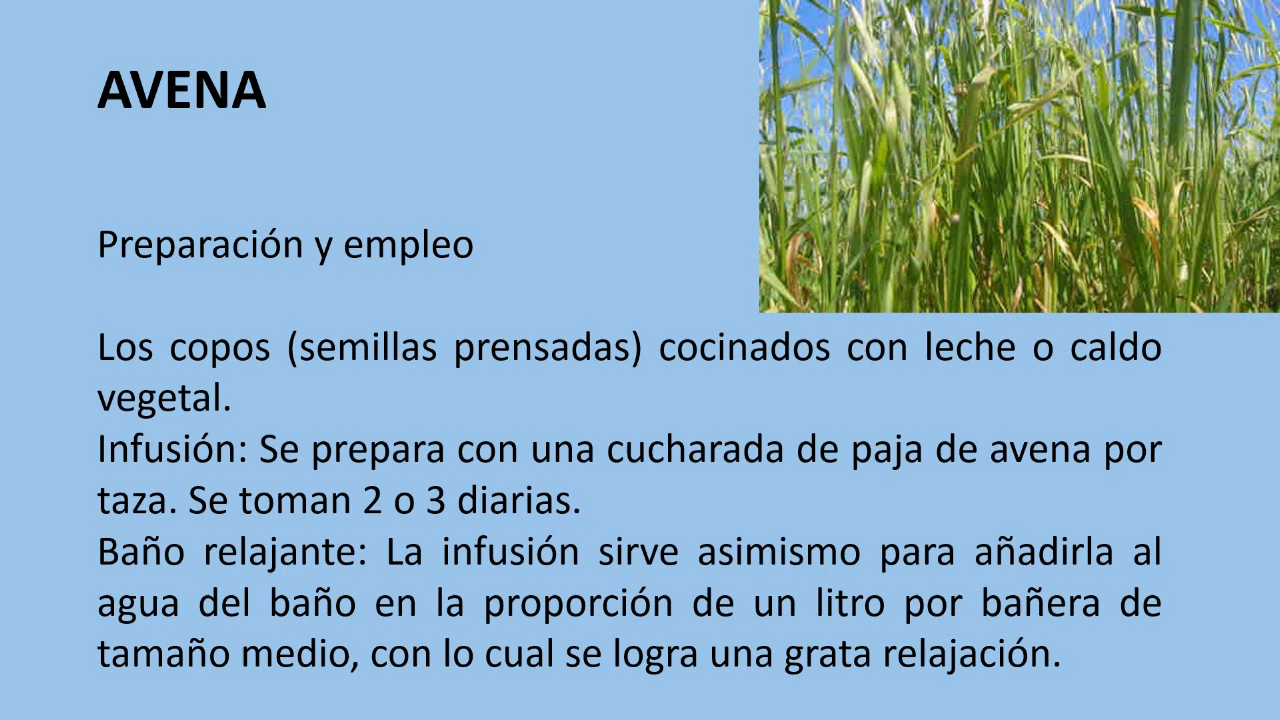 AVENA
Preparación y empleo
Los copos (semillas prensadas) cocinados con leche o caldo
vegetal.
Infusión: Se prepara con una cucharada de paja de avena por
taza. Se toman 2 o 3 diarias.
Baño relajante: La infusión sirve asimismo para añadirla al
agua del baño en la proporción de un litro por bañera de
tamaño medio, con lo cual se logra una grata relajación.